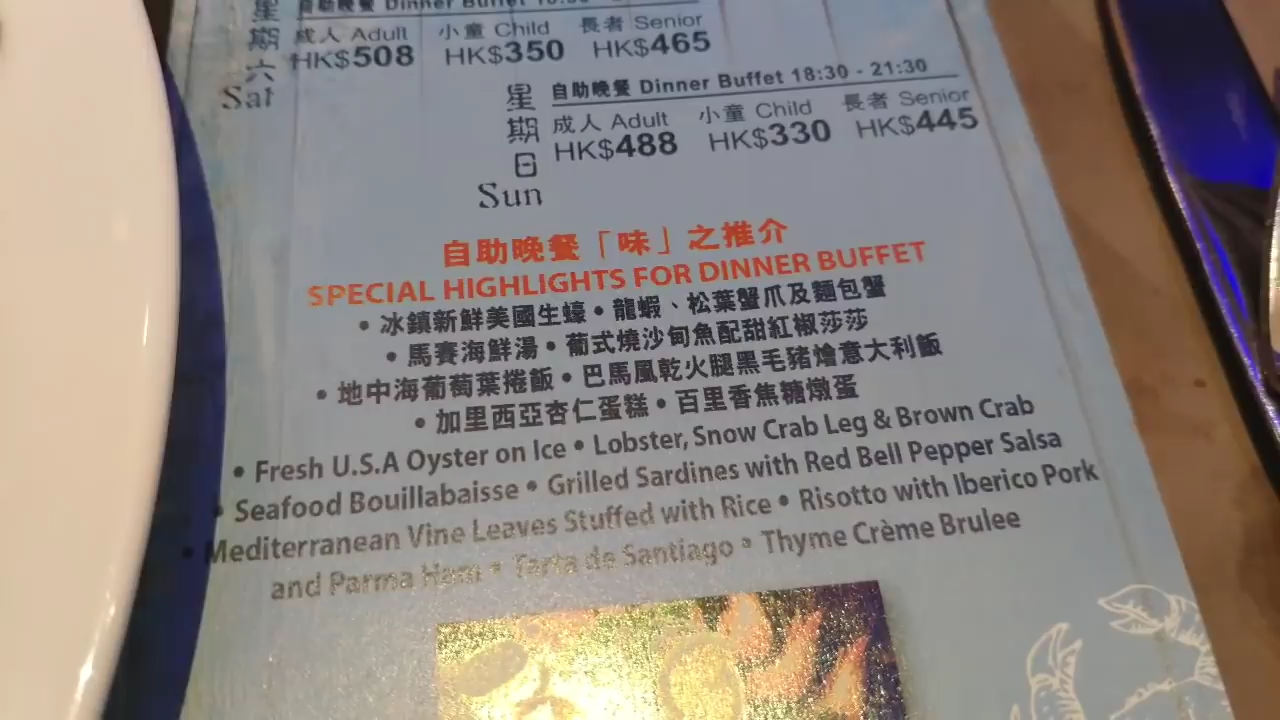 星期六
Sat
自助晚餐 Dinner Buffet
成人 Adult 小童 Child 長者 Senior
HK$508 HK$350 HK$465
星期日
Sun
自助晚餐 Dinner Buffet 18:30 - 21:30
成人 Adult 小童 Child 長者 Senior
HK$488 HK$330 HK$445
自助晚餐「味」之推介
SPECIAL HIGHLIGHTS FOR DINNER BUFFET
• 冰鎮新鮮美國生蠔 • 龍蝦、松葉蟹爪及麵包蟹
• 馬賽海鮮湯 • 葡式燒沙甸魚配甜紅椒莎莎
• 地中海葡萄葉捲飯 • 巴馬風乾火腿黑毛豬燴意大利飯
• 加里西亞杏仁蛋糕 • 百里香焦糖燉蛋
• Fresh U.S.A Oyster on Ice • Lobster, Snow Crab Leg & Brown Crab
• Seafood Bouillabaisse • Grilled Sardines with Red Bell Pepper Salsa
• Mediterranean Vine Leaves Stuffed with Rice • Risotto with Iberico Pork
and Parma Ham • Tarta de Santiago • Thyme Crème Brulee